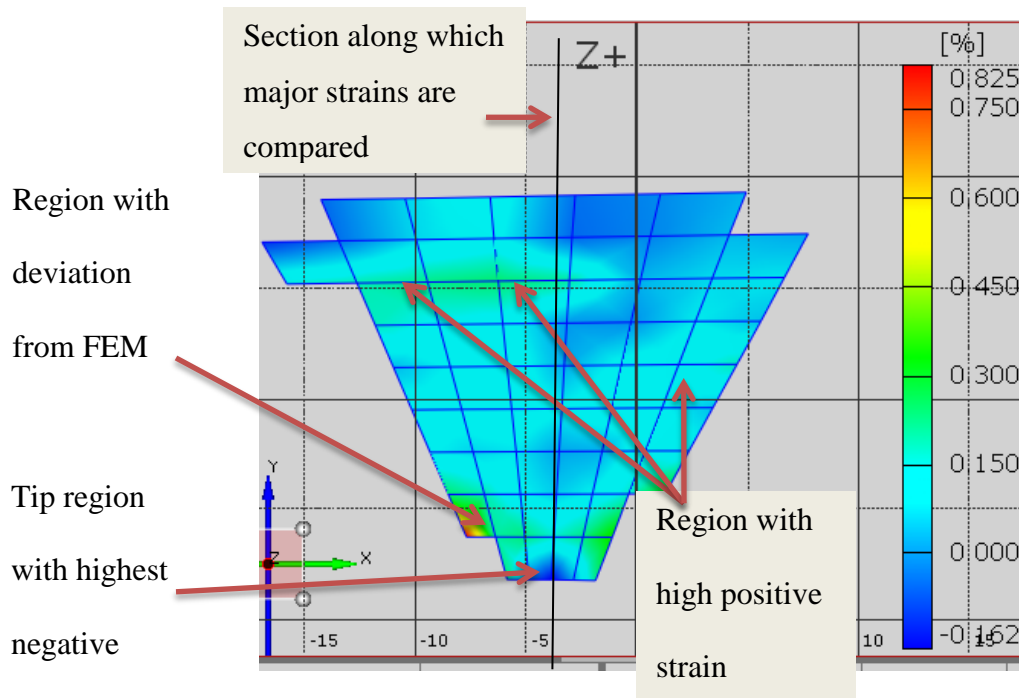 Section along which
major strains are
compared
Z+
[%]
0.825
0.750
0.600
0.450
0.300
0.150
0.000
-0.162
Region with
deviation
from FEM
Tip region
with highest
negative
Region with
high positive
strain
Y
Z
X
-15
-10
-5
10
15